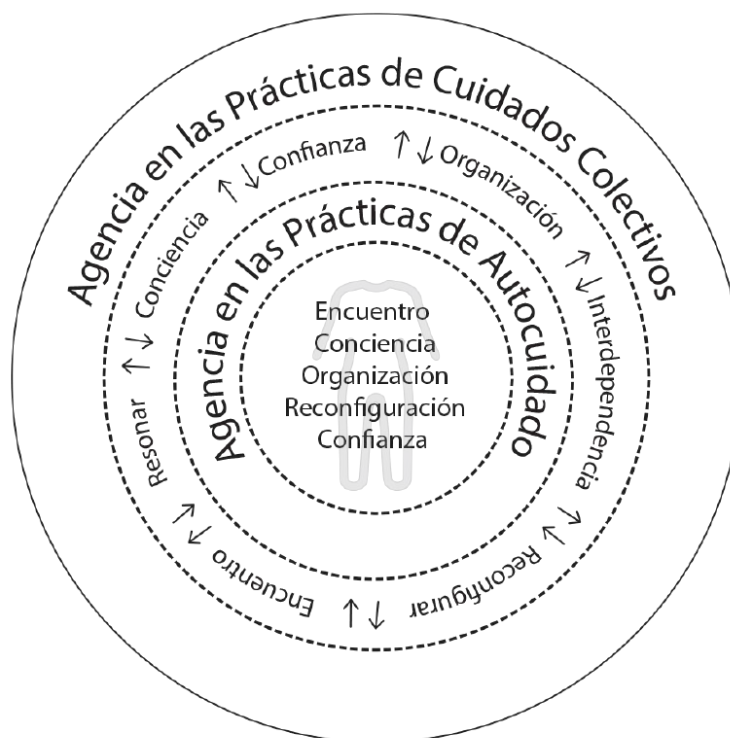 Agencia en las Prácticas de Cuidados Colectivos
Confianza
Organización
Interdependencia
Reconfigurar
Encuentro
Resonar
Conciencia
Agencia en las Prácticas de Autocuidado
Encuentro
Conciencia
Organización
Reconfiguración
Confianza